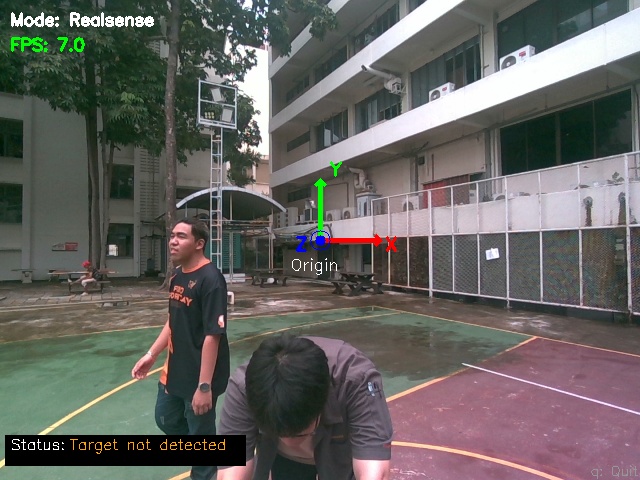 Mode: Realsense
FPS: 7.0
Y
Z
X
Origin
Status: Target not detected
q: Quit